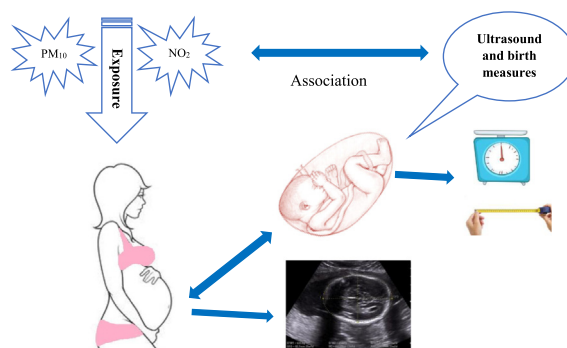 PM₁₀
Exposure
NO₂
Association
Ultrasound
and birth
measures